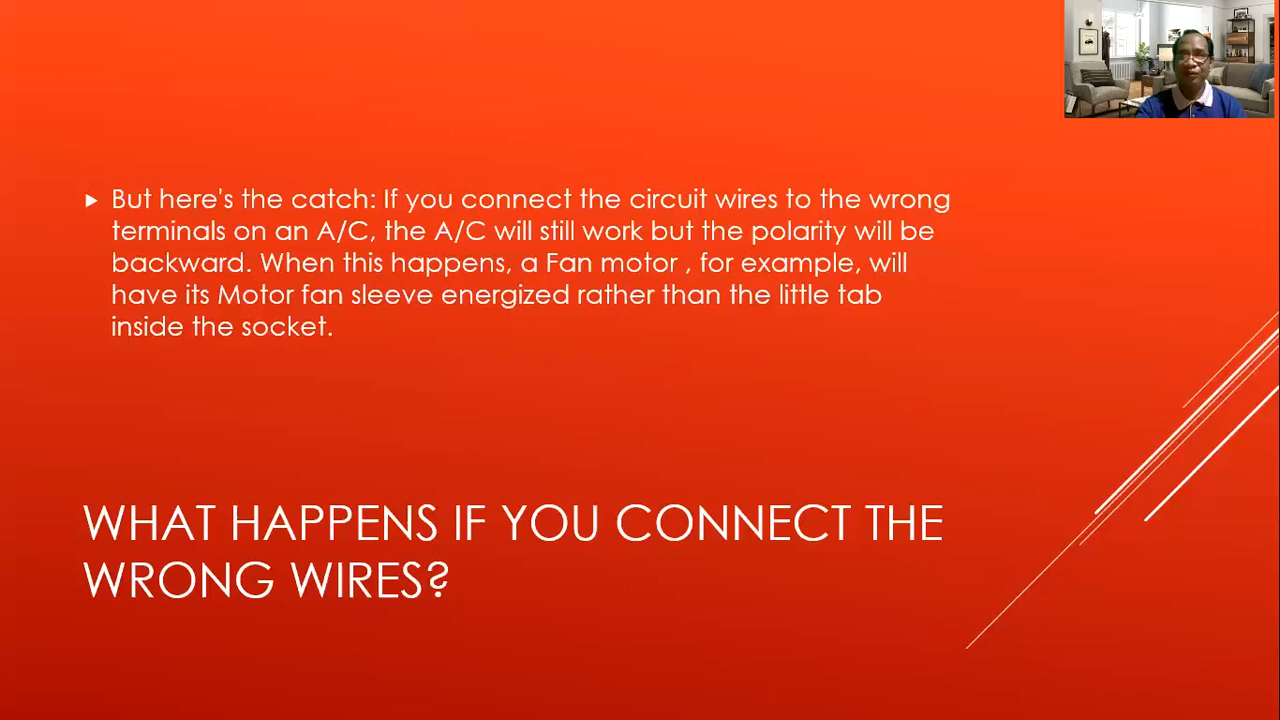 But here's the catch: If you connect the circuit wires to the wrong
terminals on an A/C, the A/C will still work but the polarity will be
backward. When this happens, a Fan motor , for example, will
have its Motor fan sleeve energized rather than the little tab
inside the socket.
WHAT HAPPENS IF YOU CONNECT THE
WRONG WIRES?